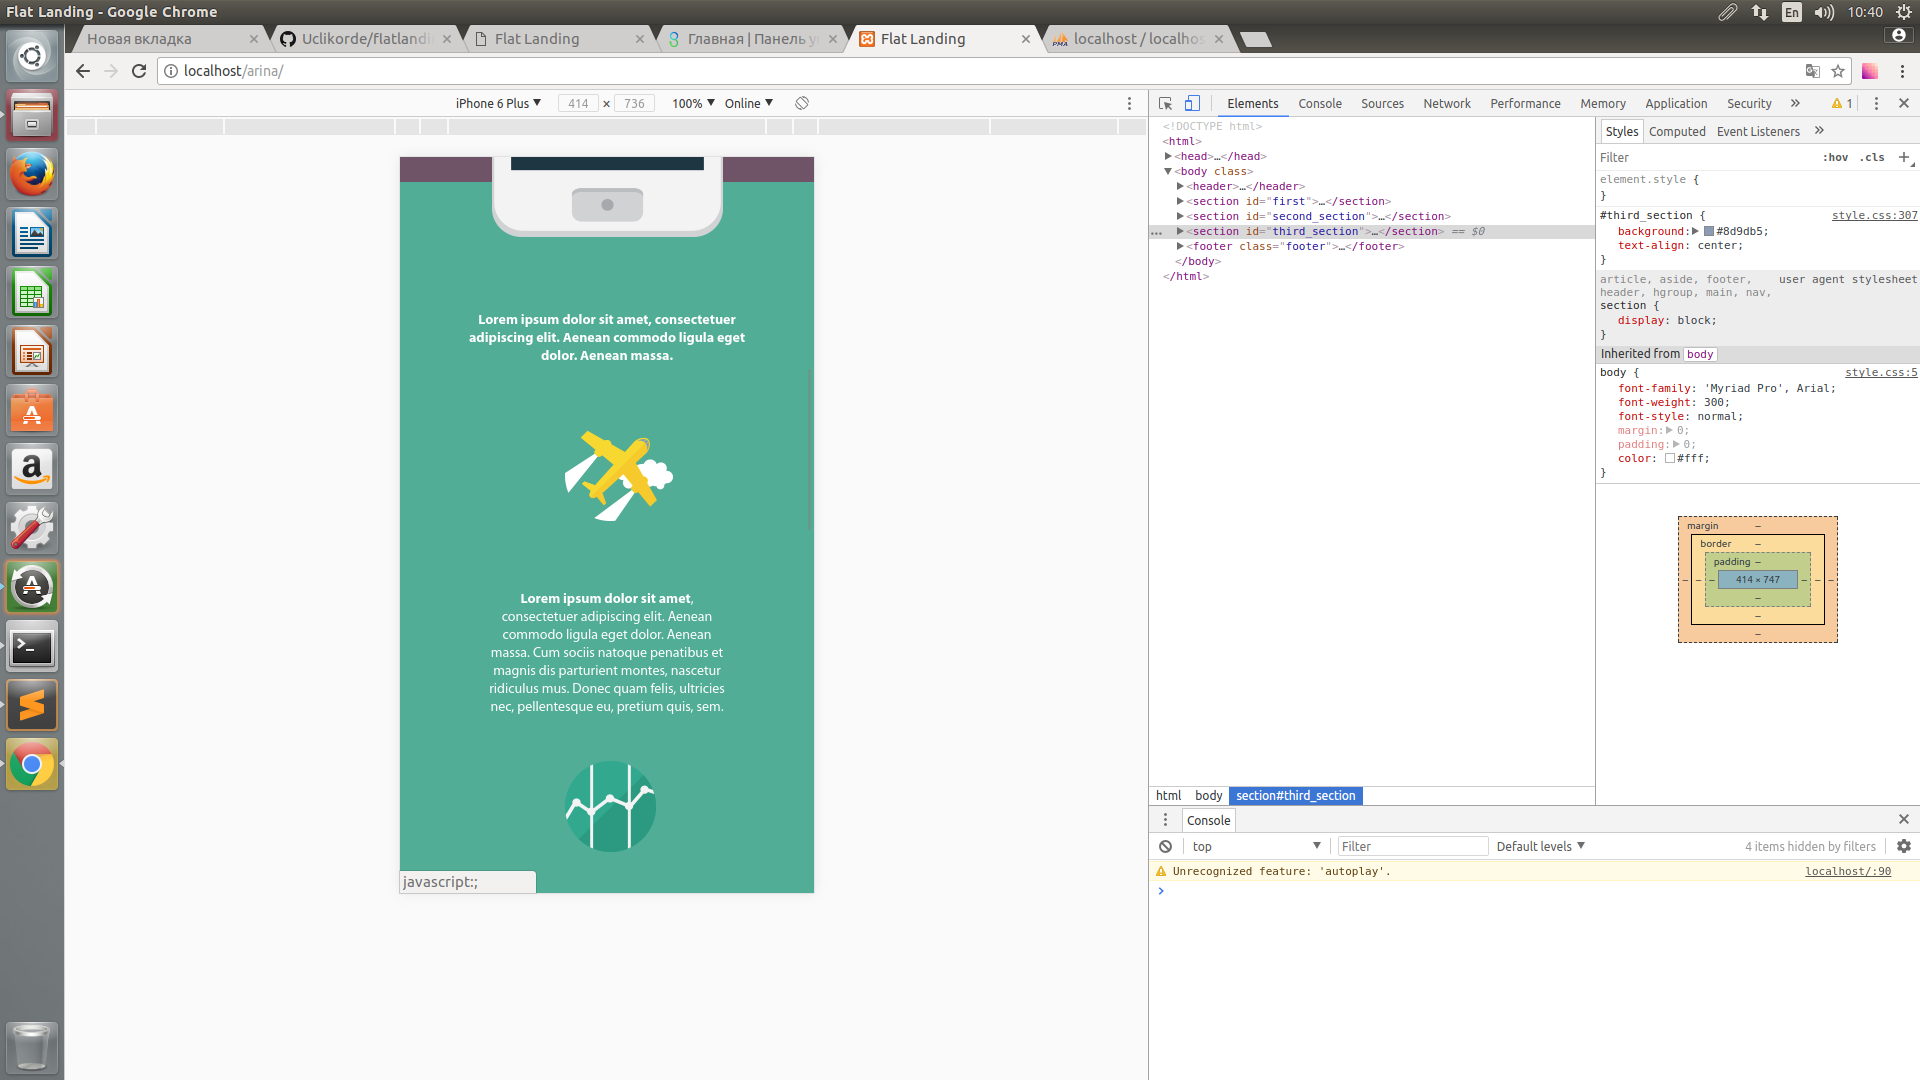 Flat Landing - Google Chrome
En
10:40
Новая вкладка
Uclikorde/flatlandi
Flat Landing
Главная | Панель у
Flat Landing
localhost / localhos
localhost/arina/
iPhone 6 Plus
414 × 736
100%
Online
Elements
Console
Sources
Network
Performance
Memory
Application
Security
1
<!DOCTYPE html>
<html>
<head>…</head>
<body class>
<header>…</header>
<section id="first">…</section>
<section id="second_section">…</section>
<section id="third_section">…</section> == $0
<footer class="footer">…</footer>
</body>
</html>
Styles
Computed
Event Listeners
Filter
:hov .cls +
element.style {
}
#third_section {
style.css:307
background: #8d9db5;
text-align: center;
}
article, aside, footer,
header, hgroup, main, nav,
section {
user agent stylesheet
display: block;
}
Inherited from body
body {
style.css:5
font-family: 'Myriad Pro', Arial;
font-weight: 300;
font-style: normal;
margin: 0;
padding: 0;
color: #fff;
}
margin –
border –
padding –
– – – 414 × 747 – – –
–
–
–
Lorem ipsum dolor sit amet, consectetuer
adipiscing elit. Aenean commodo ligula eget
dolor. Aenean massa.
Lorem ipsum dolor sit amet,
consectetuer adipiscing elit. Aenean
commodo ligula eget dolor. Aenean
massa. Cum sociis natoque penatibus et
magnis dis parturient montes, nascetur
ridiculus mus. Donec quam felis, ultricies
nec, pellentesque eu, pretium quis, sem.
javascript:;
html
body
section#third_section
Console
top
Filter
Default levels
4 items hidden by filters
Unrecognized feature: 'autoplay'.
localhost/:90